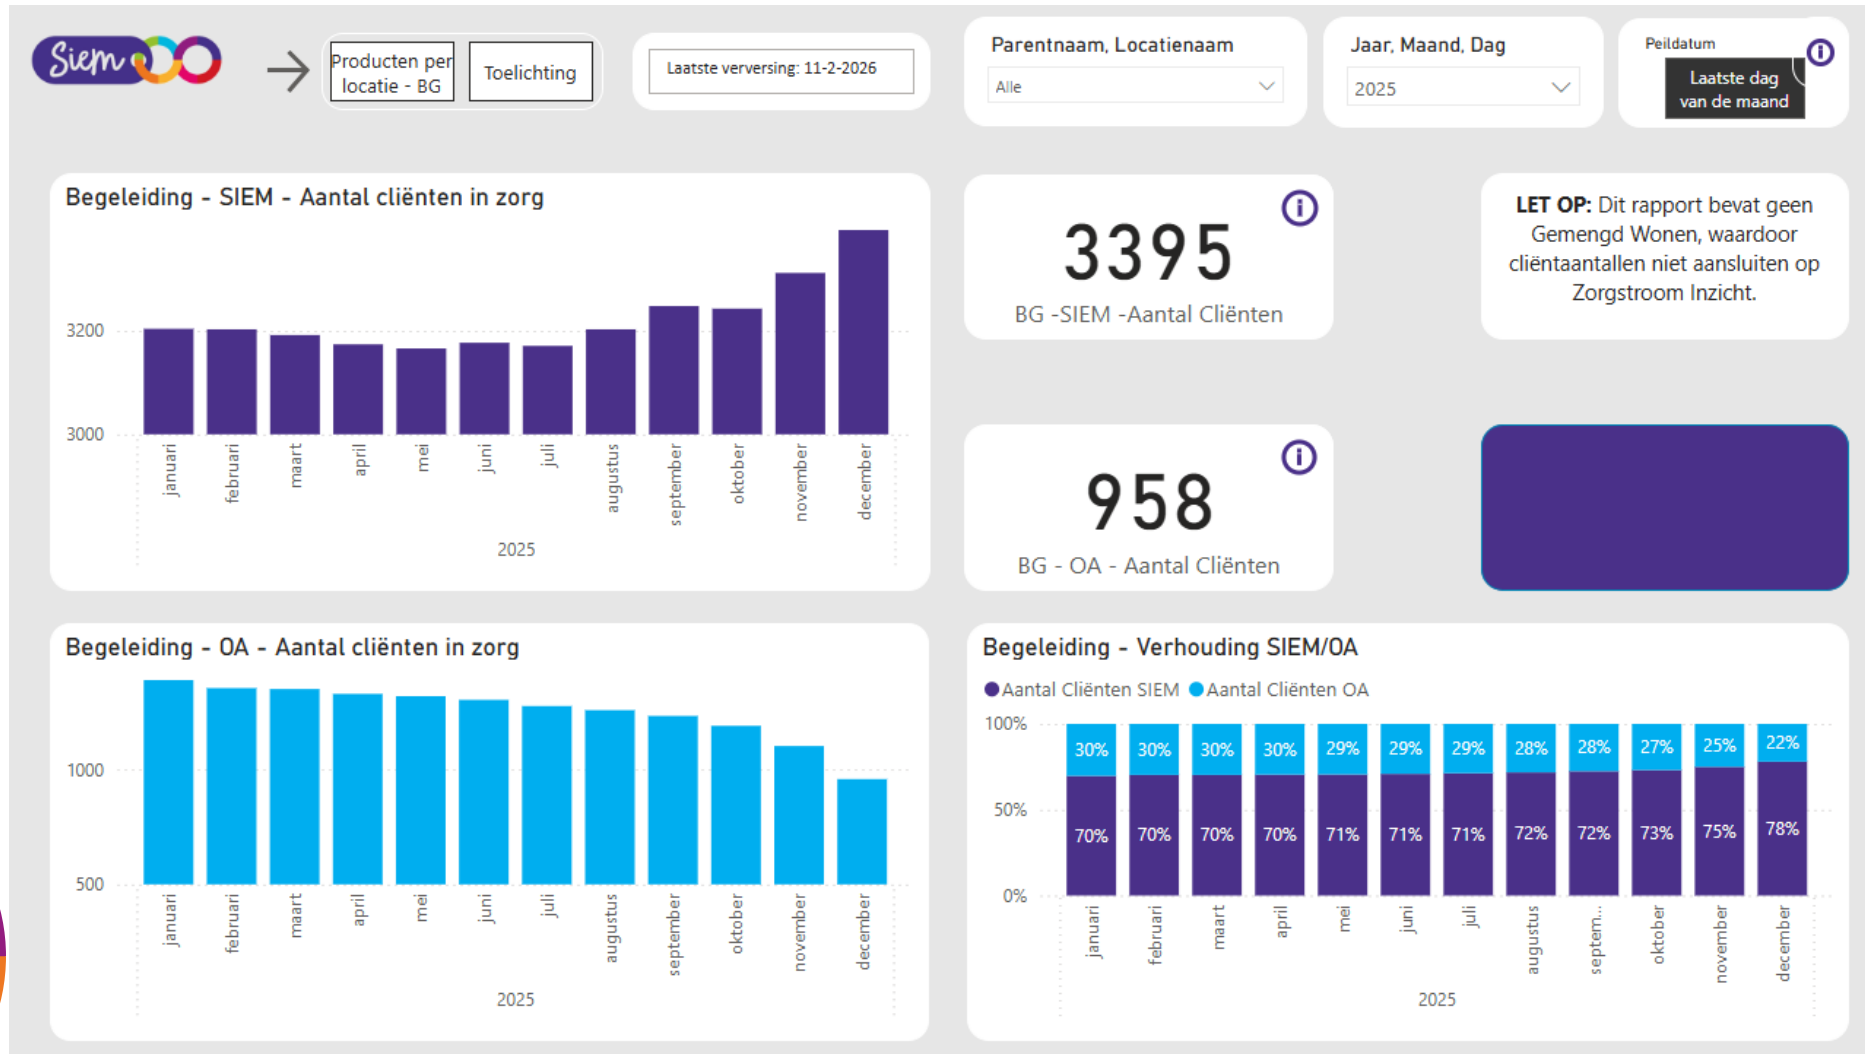 Siem
Producten per
locatie - BG
Toelichting
Laatste verversing: 11-2-2026
Parentnaam, Locatienaam
Alle
Jaar, Maand, Dag
2025
Peildatum
Laatste dag
van de maand
Begeleiding - SIEM - Aantal cliënten in zorg
3200
3000
januari
februari
maart
april
mei
juni
juli
augustus
september
oktober
november
december
2025
3395
BG -SIEM -Aantal Cliënten
LET OP: Dit rapport bevat geen
Gemengd Wonen, waardoor
cliëntaantallen niet aansluiten op
Zorgstroom Inzicht.
958
BG - OA - Aantal Cliënten
Begeleiding - OA - Aantal cliënten in zorg
1000
500
januari
februari
maart
april
mei
juni
juli
augustus
september
oktober
november
december
2025
Begeleiding - Verhouding SIEM/OA
Aantal Cliënten SIEM Aantal Cliënten OA
100%
30% 30% 30% 30% 29% 29% 29% 28% 28% 27% 25% 22%
50%
70% 70% 70% 70% 71% 71% 71% 72% 72% 73% 75% 78%
0%
januari
februari
maart
april
mei
juni
juli
augustus
septem...
oktober
november
december
2025